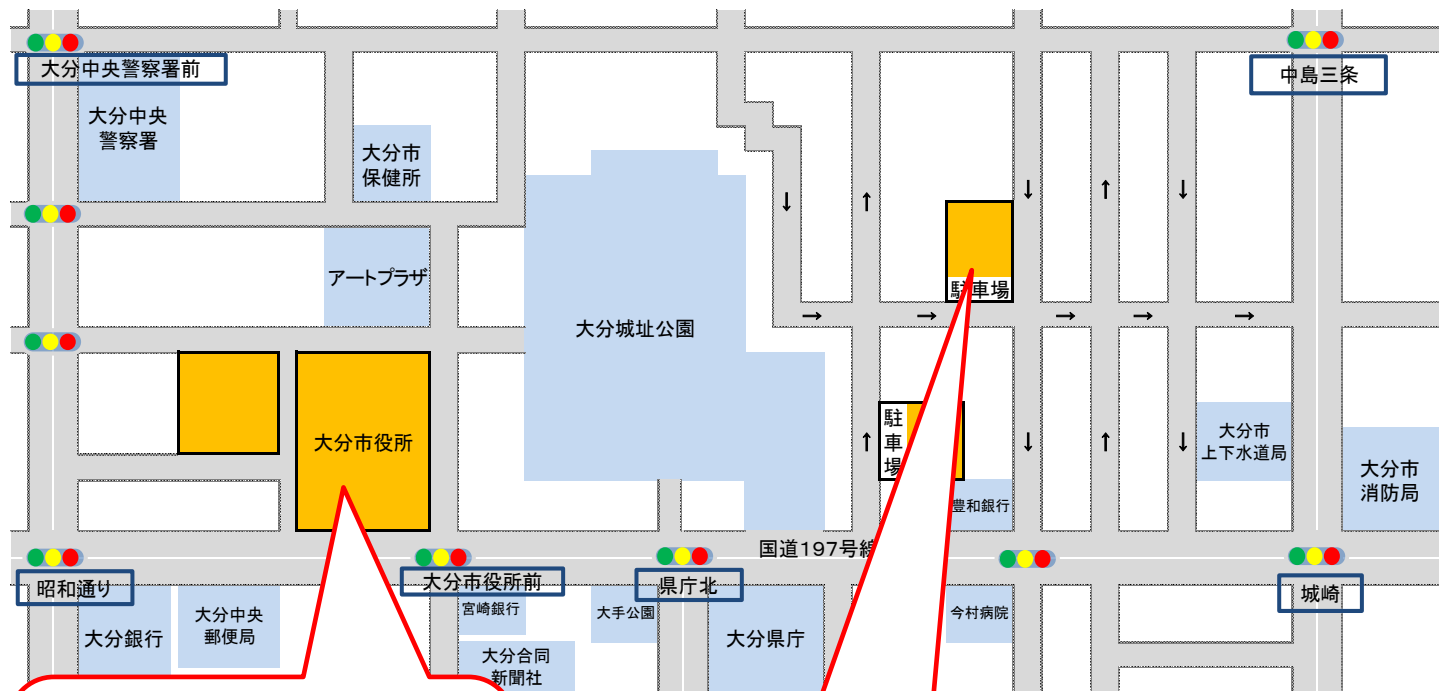 大分中央警察署前
中島三条
大分中央
警察署
大分市
保健所
アートプラザ
駐車場
大分城址公園
大分市役所
駐
車
場
大分市
上下水道局
大分市
消防局
豊和銀行
国道197号線
昭和通り
大分市役所前
県庁北
城崎
大分銀行
大分中央
郵便局
宮崎銀行
大手公園
大分県庁
今村病院
大分合同
新聞社